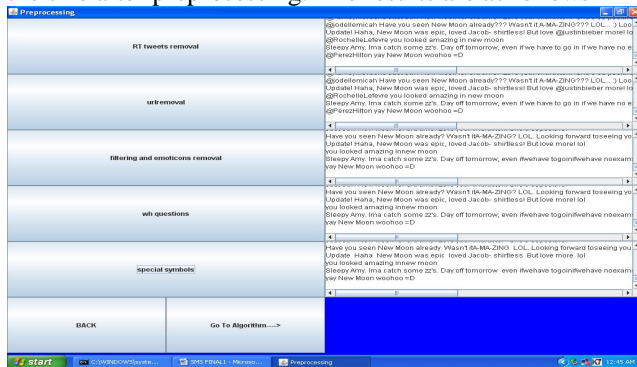 Preprocessing
RT tweets removal
@jodellemicah Have you seen New Moon already??? Wasn't it A-MA-ZING??? LOL... :) Loo
Update! Haha, New Moon was epic, loved Jacob- shirtless! But love @justinbieber more! lo
@RochelleLefevre you looked amazing in new moon
Sleepy Amy. Ima catch some zz's. Day off tomorrow, even if we have to go in if we have no e
@PerezHilton yay New Moon woohoo =D
urlremoval
@jodellemicah Have you seen New Moon already??? Wasn't it A-MA-ZING??? LOL... :) Loo
Update! Haha, New Moon was epic, loved Jacob- shirtless! But love @justinbieber more! lo
@RochelleLefevre you looked amazing in new moon
Sleepy Amy. Ima catch some zz's. Day off tomorrow, even if we have to go in if we have no e
@PerezHilton yay New Moon woohoo =D
filtering and emoticons removal
Have you seen New Moon already? Wasn't itA-MA-ZING? LOL. Looking forward toseeing yo
Update! Haha, New Moon was epic, loved Jacob- shirtless! But love more! lol
you looked amazing innew moon
Sleepy Amy. Ima catch some zz's. Day off tomorrow, even ifwehave togoinifwehave noexam
yay New Moon woohoo =D
wh questions
Have you seen New Moon already? Wasn't itA-MA-ZING? LOL. Looking forward toseeing yo
Update! Haha, New Moon was epic, loved Jacob- shirtless! But love more! lol
you looked amazing innew moon
Sleepy Amy. Ima catch some zz's. Day off tomorrow, even ifwehave togoinifwehave noexam
yay New Moon woohoo =D
special symbols
Have you seen New Moon already Wasn't itA-MA-ZING LOL. Looking forward toseeing you
Update Haha New Moon was epic loved Jacob- shirtless But love more lol
you looked amazing innew moon
Sleepy Amy. Ima catch some zz's. Day off tomorrow even ifwehave togoinifwehave noexam
yay New Moon woohoo =D
BACK
Go To Algorithm---->
start
C:\WINDOWS\syste...
SMS FINAL1 - Microso...
Preprocessing
12:45 AM